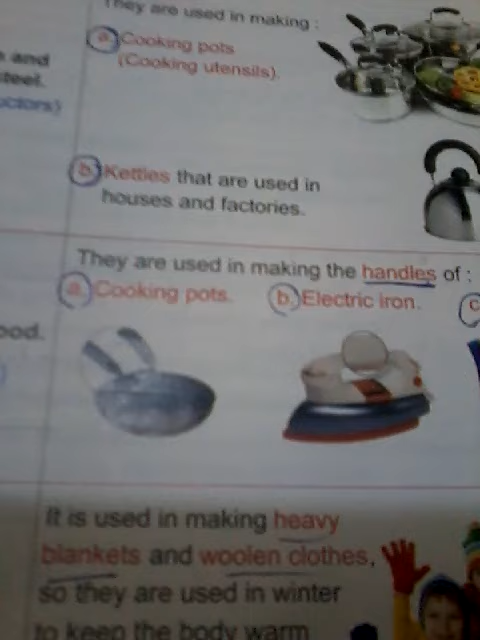 They are used in making :
a. Cooking pots
(Cooking utensils).
and
steel.
b. Kettles that are used in
houses and factories.
They are used in making the handles of :
a. Cooking pots. b. Electric iron. c
It is used in making heavy
blankets and woolen clothes,
so they are used in winter
to keep the body warm